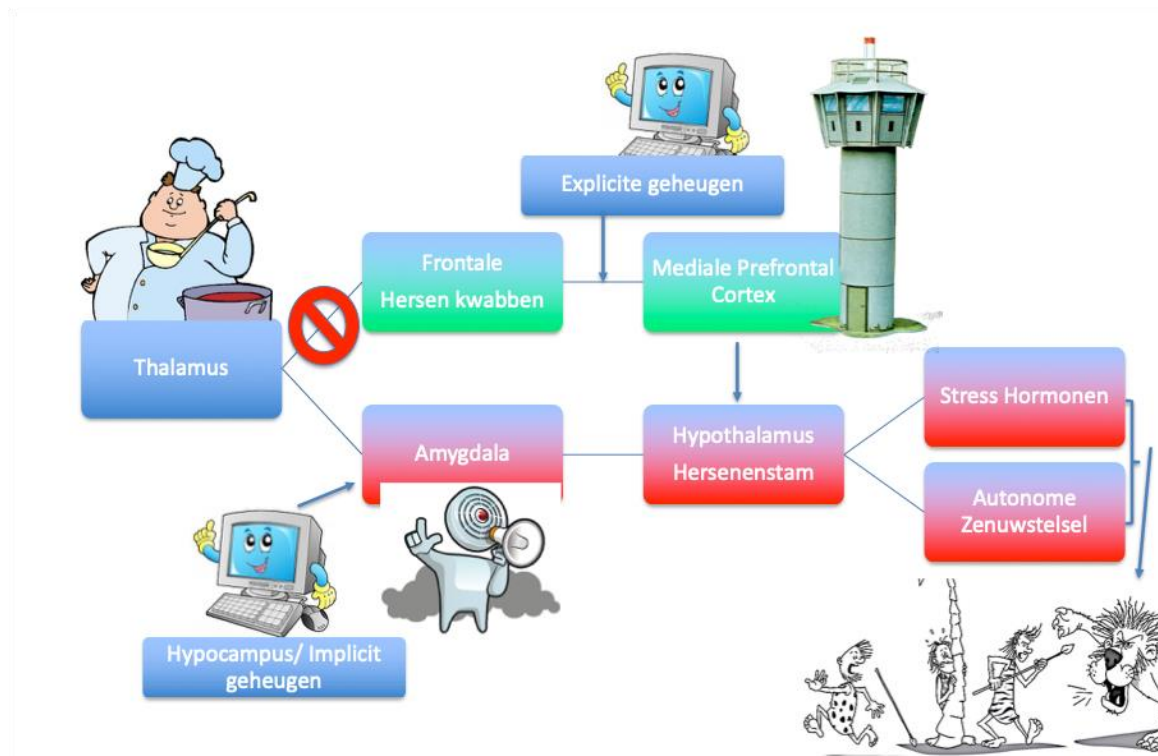 Explicite geheugen
Frontale
Hersen kwabben
Mediale Prefrontal
Cortex
Thalamus
Stress Hormonen
Amygdala
Hypothalamus
Hersenenstam
Autonome
Zenuwstelsel
Hypocampus/ Implicit
geheugen